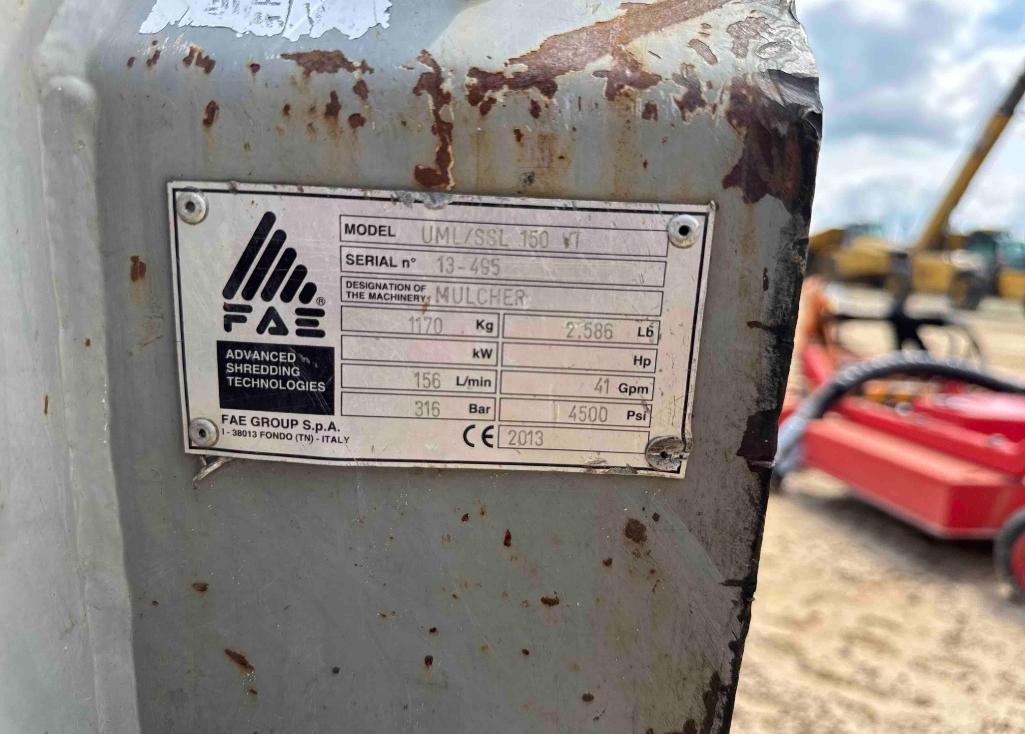 MODEL UML/SSL 150 VT
SERIAL n° 13-495
DESIGNATION OF
THE MACHINERY: MULCHER
1170 Kg 2.586 Lb
kW Hp
156 L/min 41 Gpm
316 Bar 4500 Psi
CE 2013
FAE®
ADVANCED
SHREDDING
TECHNOLOGIES
FAE GROUP S.p.A.
I - 38013 FONDO (TN) - ITALY